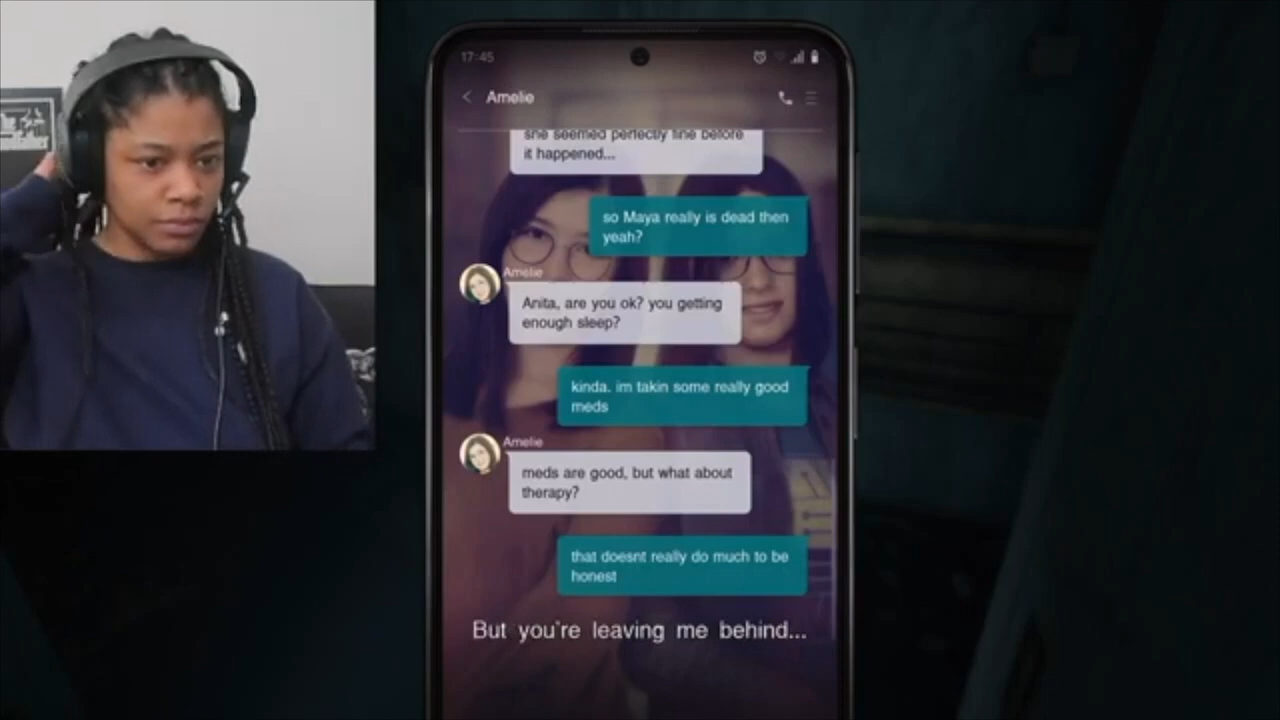 17:45
Amelie
she seemed perfectly fine before
it happened...
so Maya really is dead then
yeah?
Amelie
Anita, are you ok? you getting
enough sleep?
kinda. im takin some really good
meds
Amelie
meds are good, but what about
therapy?
that doesnt really do much to be
honest
But you're leaving me behind...